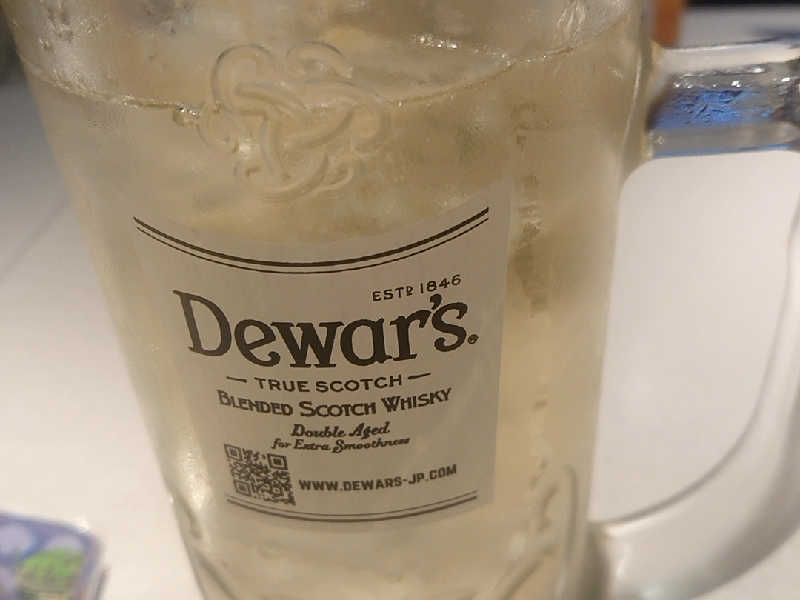 ESTD 1846
Dewar's®
— TRUE SCOTCH —
BLENDED SCOTCH WHISKY
Double Aged
for Extra Smoothness
WWW.DEWARS-JP.COM